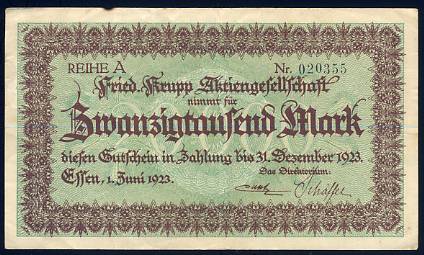 REIHE A Nr. 020355
Fried. Krupp Aktiengesellschaft
nimmt für
Zwanzigtausend Mark
diesen Gutschein in Zahlung bis 31. Dezember 1923.
Essen, 1. Juni 1923. Das Direktorium: